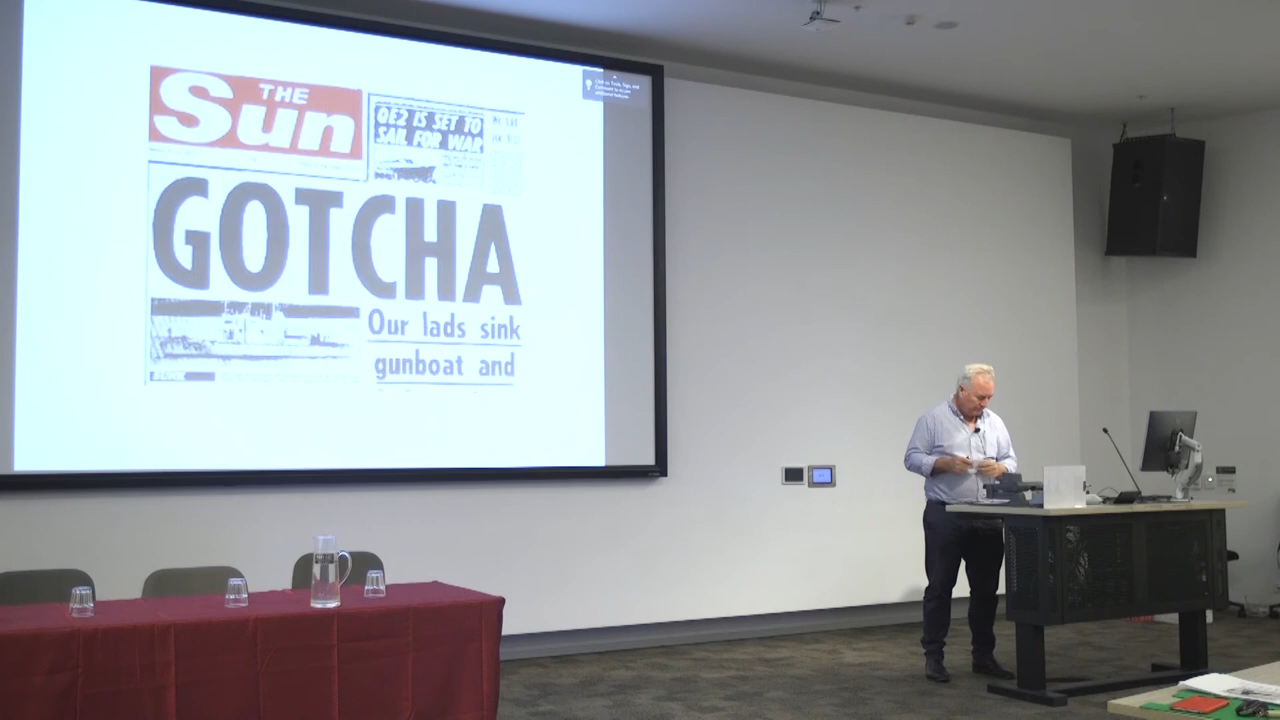 THE
Sun
QE2 IS SET TO
SAIL FOR WAR
GOTCHA
Our lads sink
gunboat and